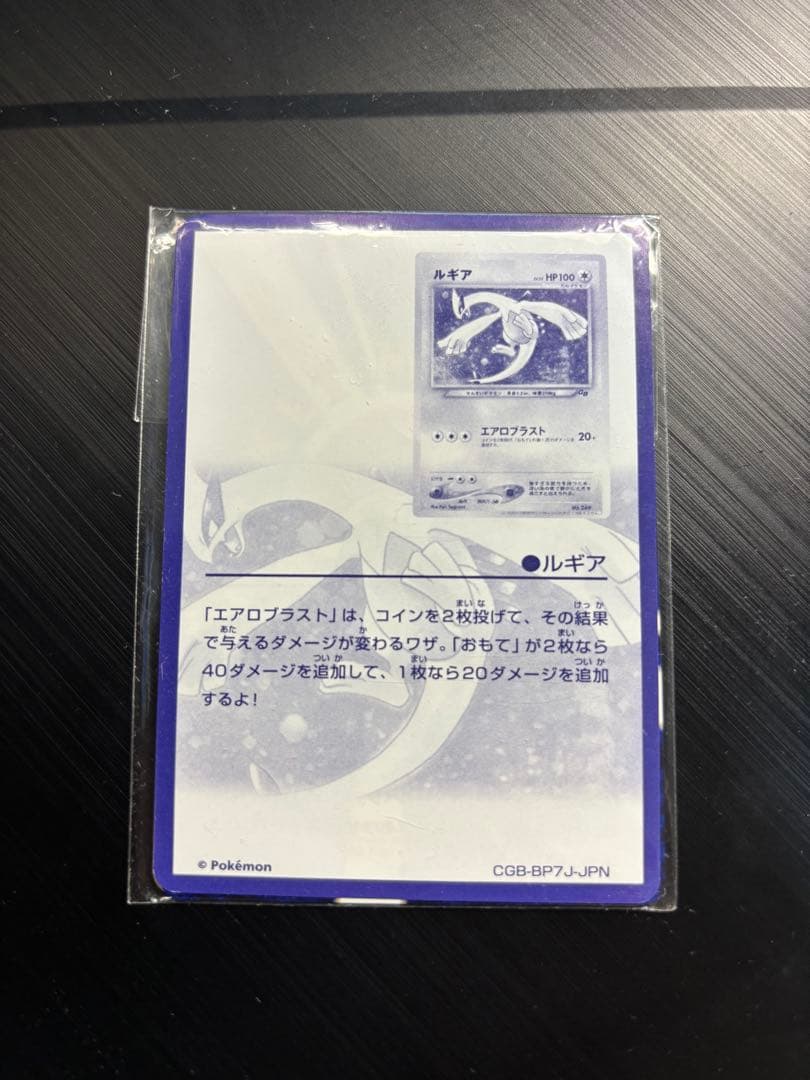 ルギア
HP100
エアロブラスト
20+
No.249
●ルギア
「エアロブラスト」は、コインを2枚投げて、その結果
で与えるダメージが変わるワザ。「おもて」が2枚なら
40ダメージを追加して、1枚なら20ダメージを追加
するよ!
© Pokémon
CGB-BP7J-JPN